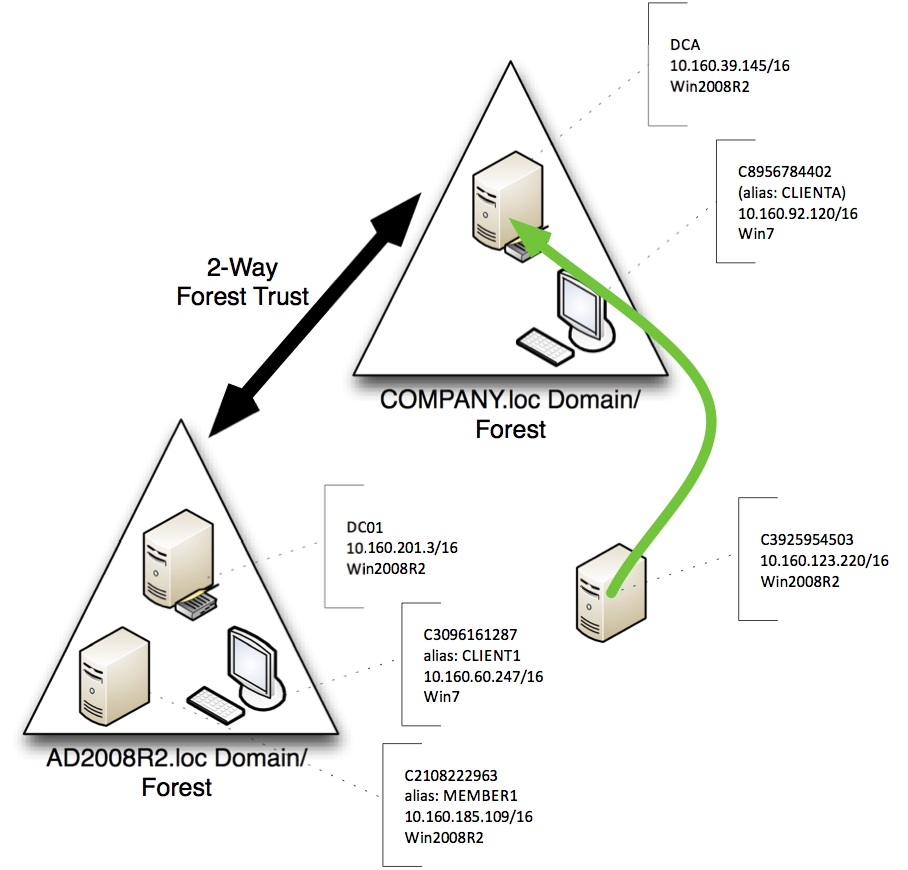 DCA
10.160.39.145/16
Win2008R2
C8956784402
(alias: CLIENTA)
10.160.92.120/16
Win7
2-Way
Forest Trust
COMPANY.loc Domain/
Forest
DC01
10.160.201.3/16
Win2008R2
C3925954503
10.160.123.220/16
Win2008R2
C3096161287
alias: CLIENT1
10.160.60.247/16
Win7
AD2008R2.loc Domain/
Forest
C2108222963
alias: MEMBER1
10.160.185.109/16
Win2008R2